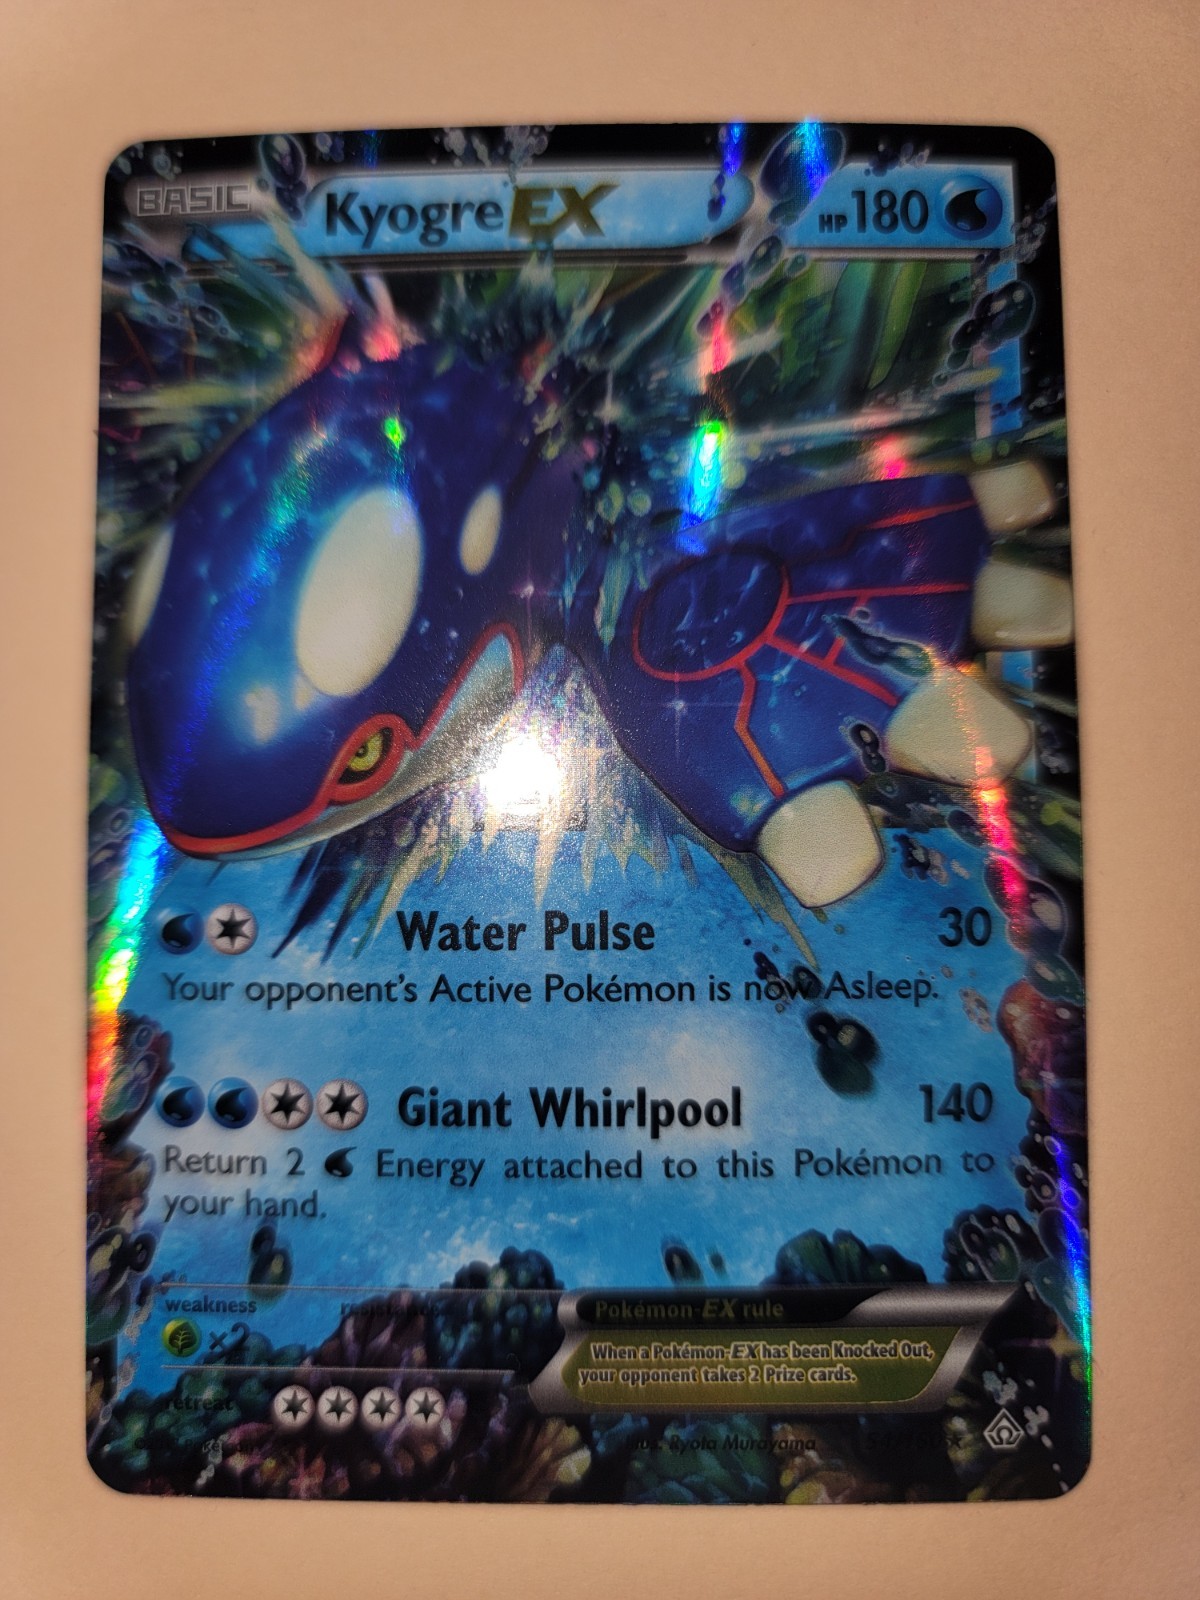 BASIC
Kyogre EX
HP 180
Water Pulse 30
Your opponent's Active Pokémon is now Asleep.
Giant Whirlpool 140
Return 2 Energy attached to this Pokémon to
your hand.
weakness resistance
×2
Pokémon-EX rule
When a Pokémon-EX has been Knocked Out,
your opponent takes 2 Prize cards.
retreat
Illus. Ryota Murayama